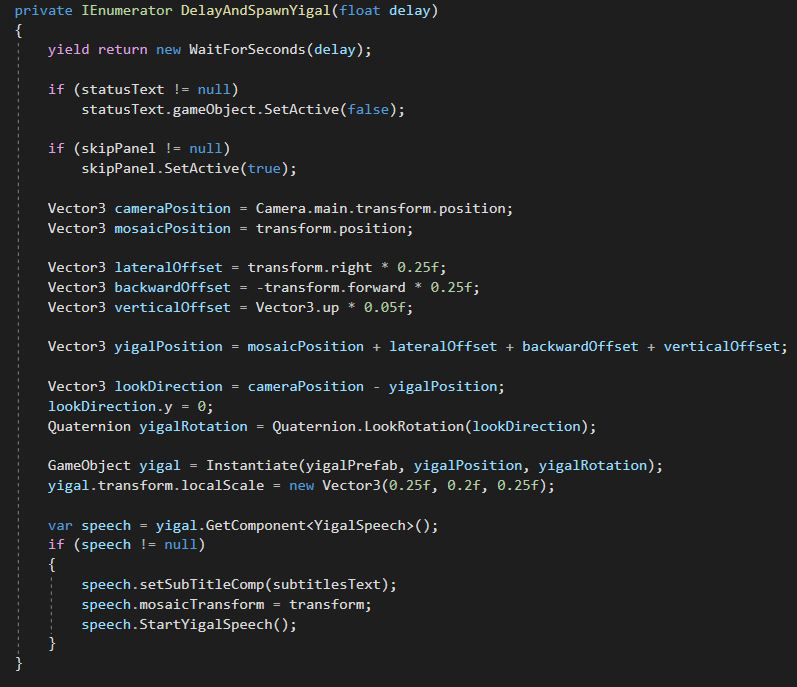 private IEnumerator DelayAndSpawnYigal(float delay)
{
    yield return new WaitForSeconds(delay);

    if (statusText != null)
        statusText.gameObject.SetActive(false);

    if (skipPanel != null)
        skipPanel.SetActive(true);

    Vector3 cameraPosition = Camera.main.transform.position;
    Vector3 mosaicPosition = transform.position;

    Vector3 lateralOffset = transform.right * 0.25f;
    Vector3 backwardOffset = -transform.forward * 0.25f;
    Vector3 verticalOffset = Vector3.up * 0.05f;

    Vector3 yigalPosition = mosaicPosition + lateralOffset + backwardOffset + verticalOffset;

    Vector3 lookDirection = cameraPosition - yigalPosition;
    lookDirection.y = 0;
    Quaternion yigalRotation = Quaternion.LookRotation(lookDirection);

    GameObject yigal = Instantiate(yigalPrefab, yigalPosition, yigalRotation);
    yigal.transform.localScale = new Vector3(0.25f, 0.2f, 0.25f);

    var speech = yigal.GetComponent<YigalSpeech>();
    if (speech != null)
    {
        speech.setSubTitleComp(subtitlesText);
        speech.mosaicTransform = transform;
        speech.StartYigalSpeech();
    }
}